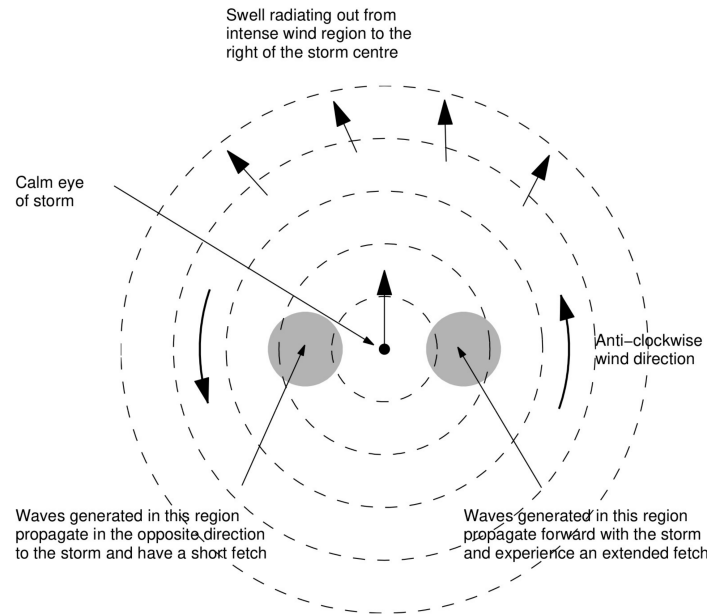 Swell radiating out from
intense wind region to the
right of the storm centre
Calm eye
of storm
Anti−clockwise
wind direction
Waves generated in this region
propagate in the opposite direction
to the storm and have a short fetch
Waves generated in this region
propagate forward with the storm
and experience an extended fetch